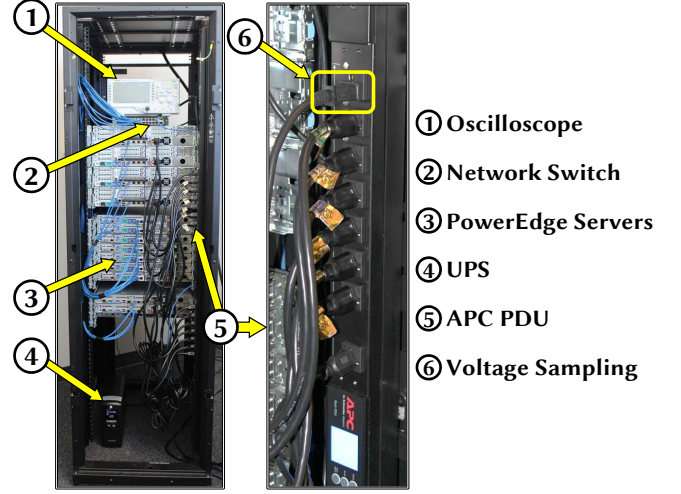 1
2
3
4
5
6
① Oscilloscope
② Network Switch
③ PowerEdge Servers
④ UPS
⑤ APC PDU
⑥ Voltage Sampling
APC